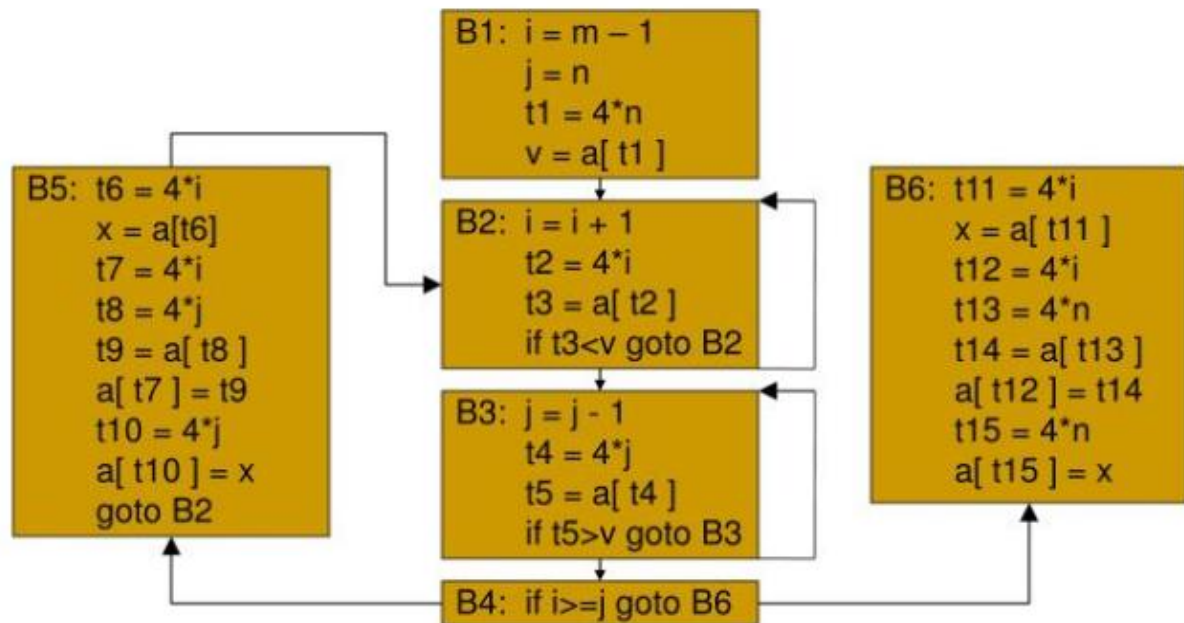 B1: i = m – 1
j = n
t1 = 4*n
v = a[ t1 ]
B5: t6 = 4*i
x = a[t6]
t7 = 4*i
t8 = 4*j
t9 = a[ t8 ]
a[ t7 ] = t9
t10 = 4*j
a[ t10 ] = x
goto B2
B2: i = i + 1
t2 = 4*i
t3 = a[ t2 ]
if t3<v goto B2
B3: j = j - 1
t4 = 4*j
t5 = a[ t4 ]
if t5>v goto B3
B4: if i>=j goto B6
B6: t11 = 4*i
x = a[ t11 ]
t12 = 4*i
t13 = 4*n
t14 = a[ t13 ]
a[ t12 ] = t14
t15 = 4*n
a[ t15 ] = x